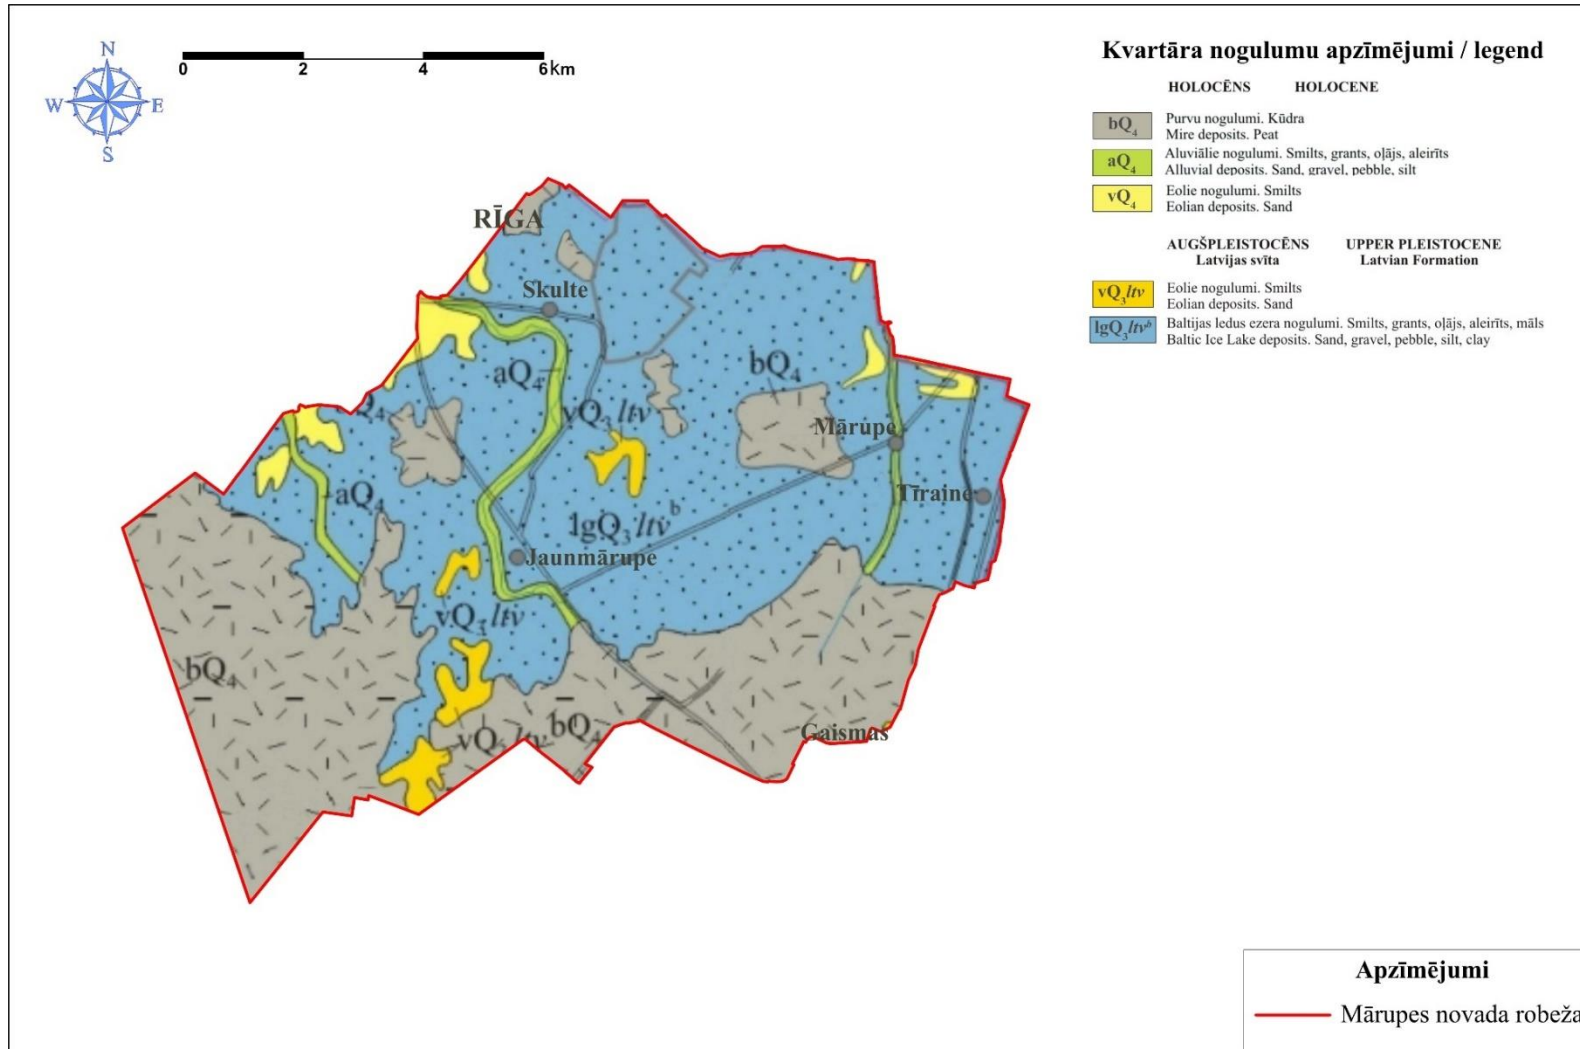 N
W E
S
0 2 4 6km
Kvartāra nogulumu apzīmējumi / legend
HOLOCĒNS HOLOCENE
bQ4 Purvu nogulumi. Kūdra
Mire deposits. Peat
aQ4 Aluviālie nogulumi. Smilts, grants, oļājs, aleirīts
Alluvial deposits. Sand, gravel, pebble, silt
vQ4 Eolie nogulumi. Smilts
Eolian deposits. Sand
AUGŠPLEISTOCĒNS UPPER PLEISTOCENE
Latvijas svīta Latvian Formation
vQ3ltv Eolie nogulumi. Smilts
Eolian deposits. Sand
lgQ3ltvb Baltijas ledus ezera nogulumi. Smilts, grants, oļājs, aleirīts, māls
Baltic Ice Lake deposits. Sand, gravel, pebble, silt, clay
RĪGA
Skulte
aQ4
bQ4
vQ3ltv
Q4
Mārupe
aQ4
Tīraine
lgQ3ltvb
Jaunmārupe
vQ3ltv
bQ4
vQ3ltv
bQ4
Gaismas
Apzīmējumi
Mārupes novada robeža